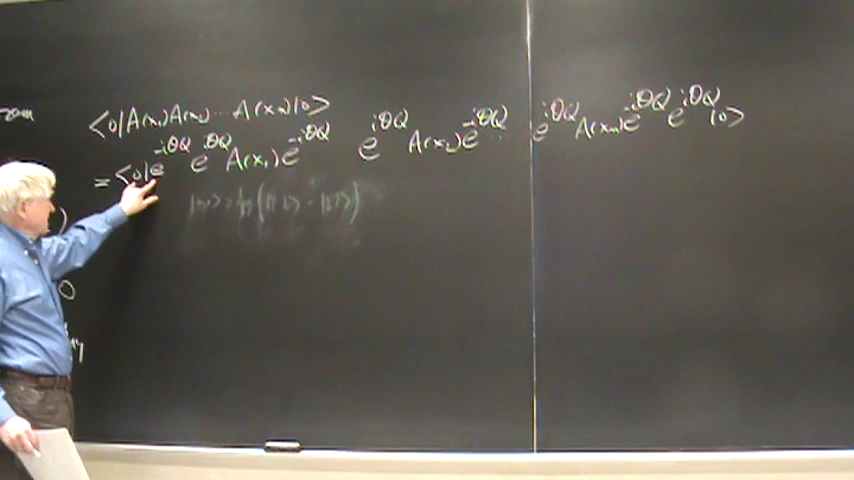 <0|A(x₁)A(x₂)⋯A(xₙ)|0>
= <0|e^{-iθQ} e^{iθQ} A(x₁) e^{-iθQ} e^{iθQ} A(x₂) e^{-iθQ} ⋯ e^{iθQ} A(xₙ) e^{-iθQ} e^{iθQ} |0>